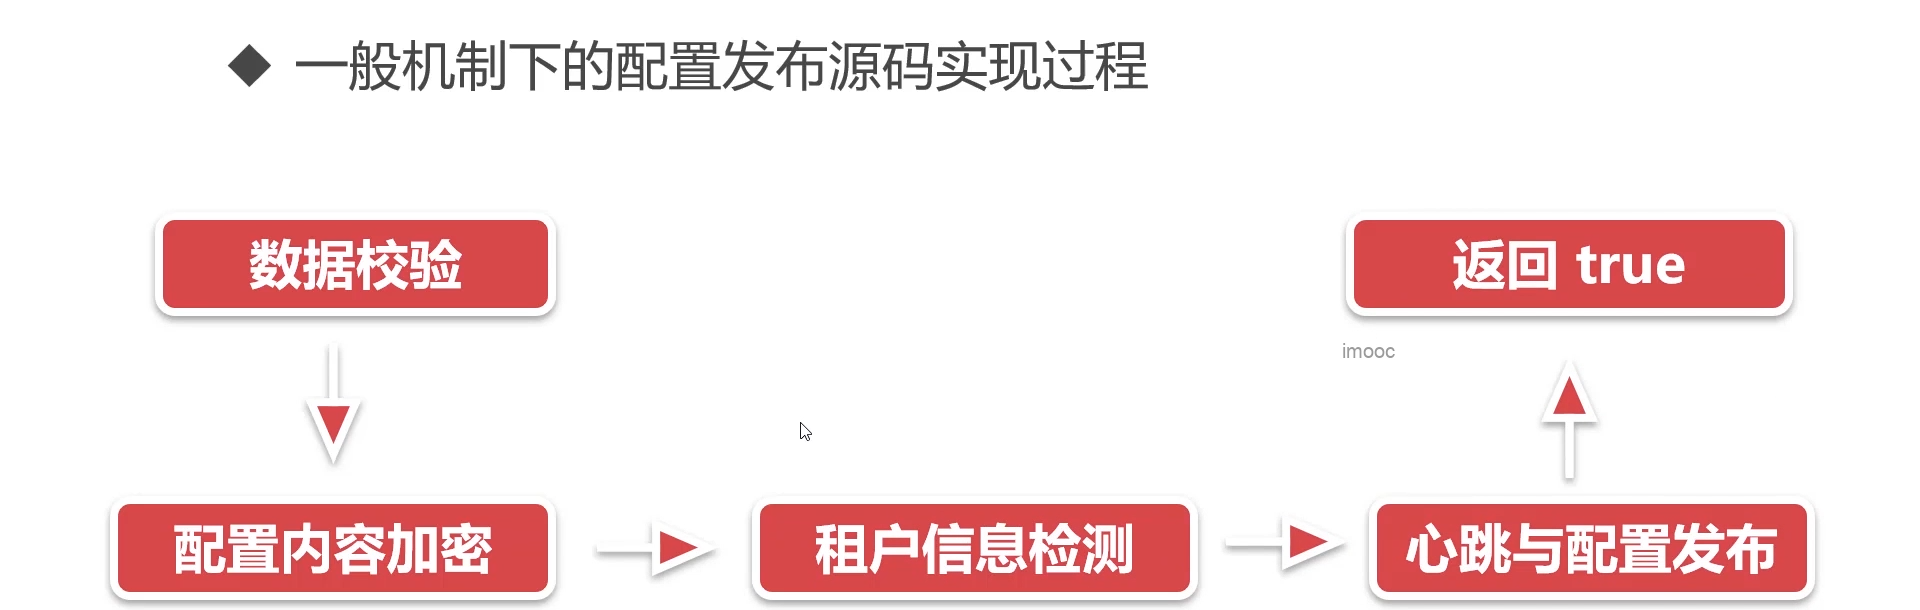 一般机制下的配置发布源码实现过程
数据校验
返回 true
imooc
配置内容加密
租户信息检测
心跳与配置发布